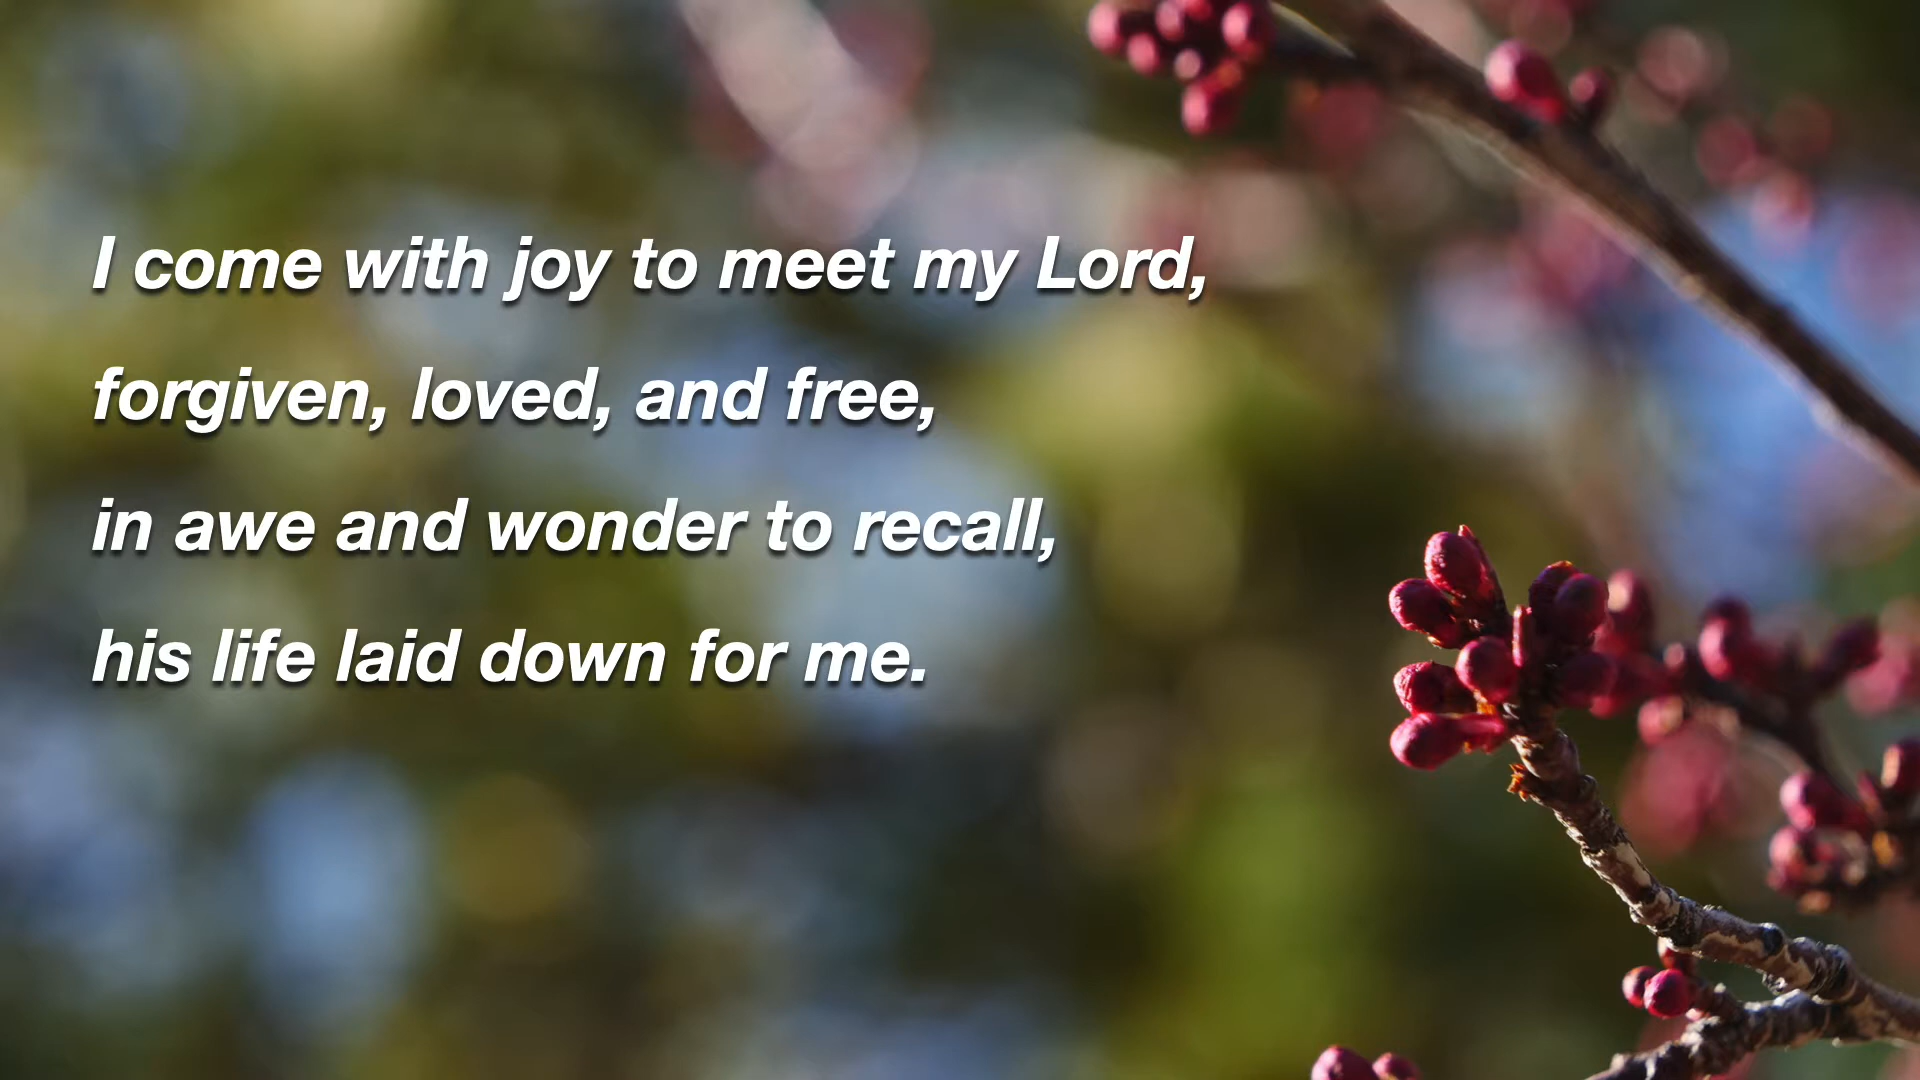 I come with joy to meet my Lord,
forgiven, loved, and free,
in awe and wonder to recall,
his life laid down for me.